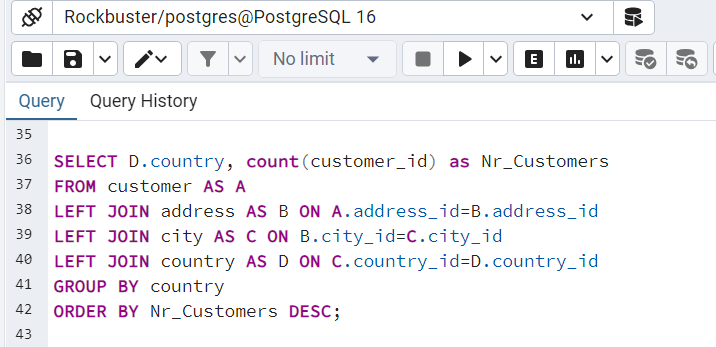 Rockbuster/postgres@PostgreSQL 16
No limit
E
Query Query History
35
36 SELECT D.country, count(customer_id) as Nr_Customers
37 FROM customer AS A
38 LEFT JOIN address AS B ON A.address_id=B.address_id
39 LEFT JOIN city AS C ON B.city_id=C.city_id
40 LEFT JOIN country AS D ON C.country_id=D.country_id
41 GROUP BY country
42 ORDER BY Nr_Customers DESC;
43